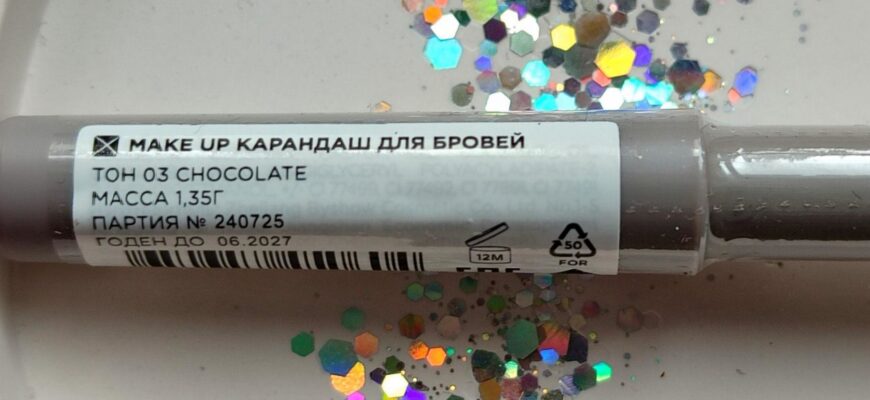 MAKE UP КАРАНДАШ ДЛЯ БРОВЕЙ
ТОН 03 CHOCOLATE
МАССА 1,35Г
ПАРТИЯ № 240725
ГОДЕН ДО 06.2027
12M
50
FOR